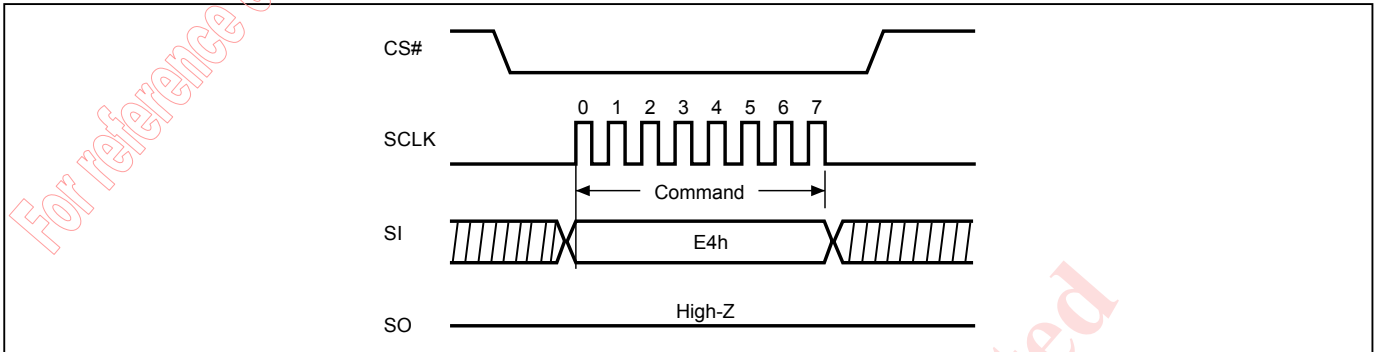 CS#
0 1 2 3 4 5 6 7
SCLK
Command
SI
E4h
High-Z
SO
For reference